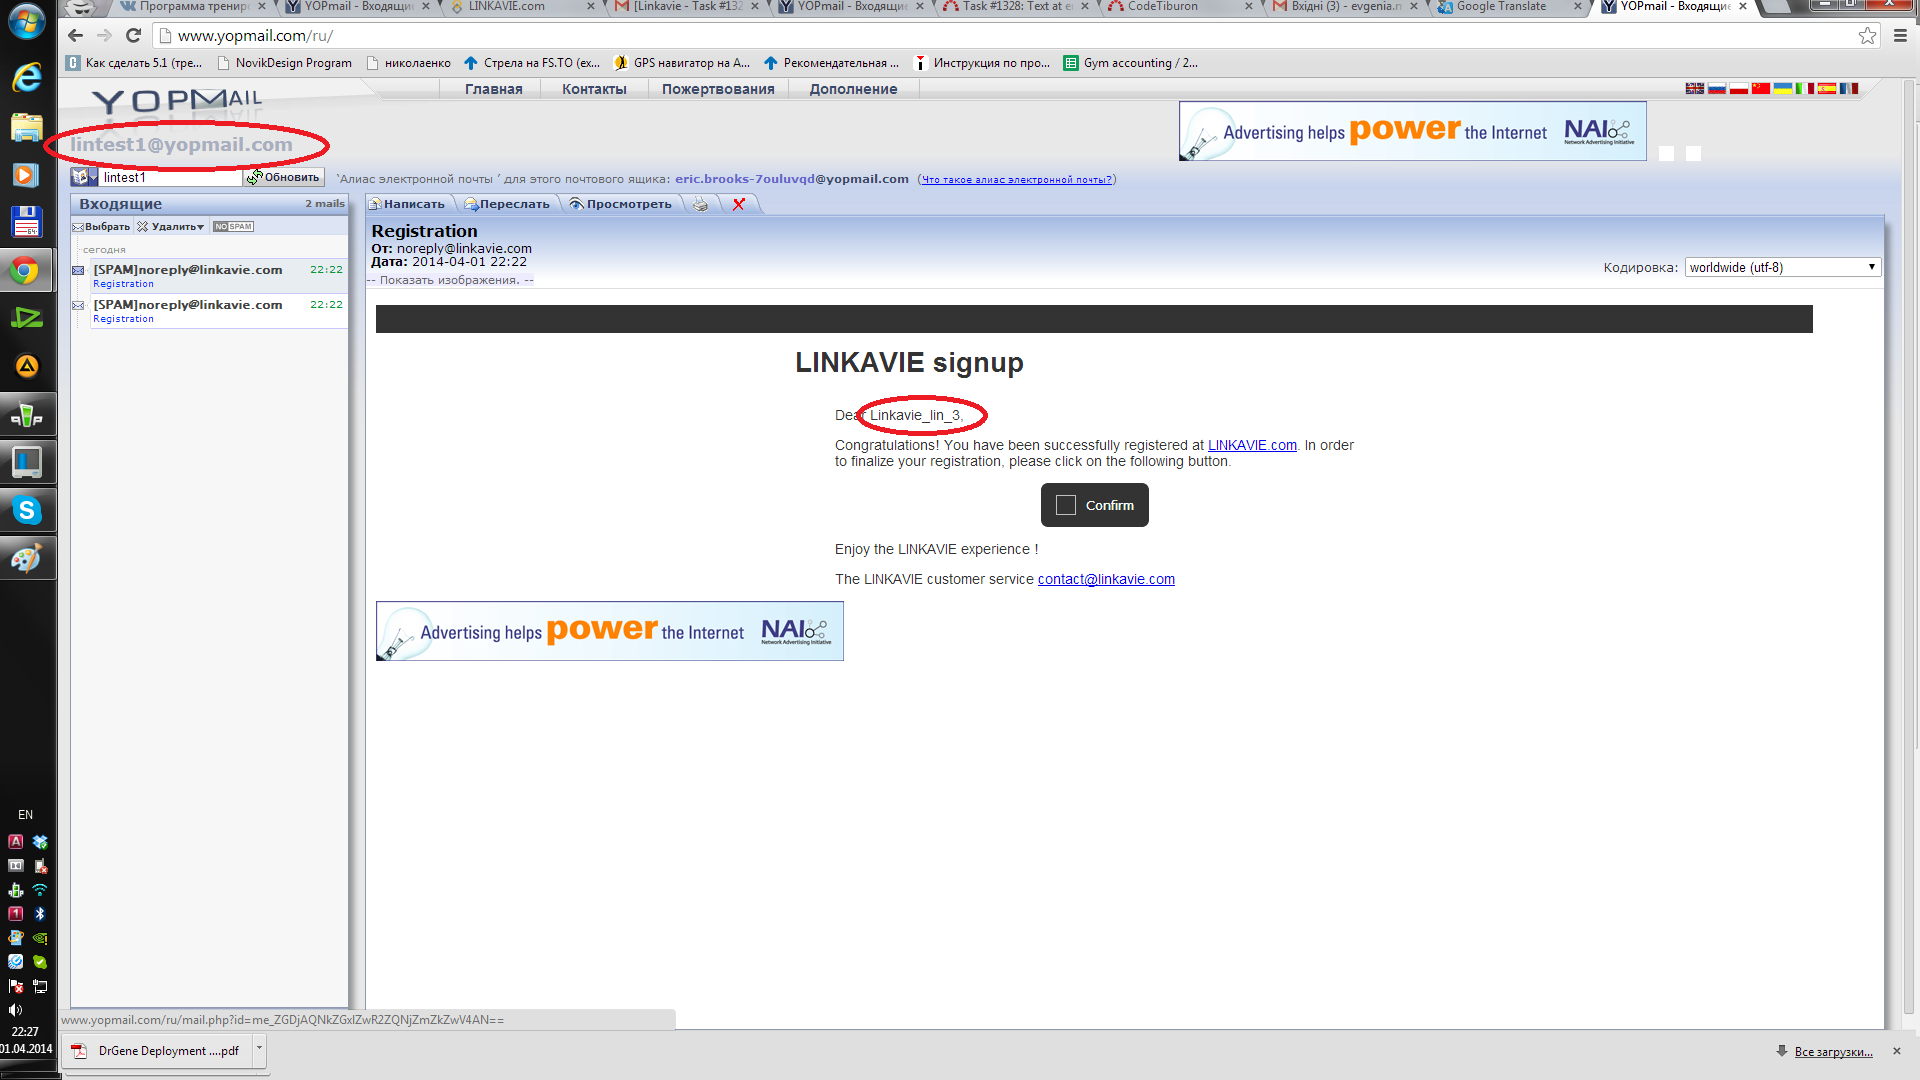 Программа тренир
YOPmail - Входящие
LINKAVIE.com
[Linkavie - Task #132
YOPmail - Входящие
Task #1328: Text at e
CodeTiburon
Вхідні (3) - evgenia.n
Google Translate
YOPmail - Входящие
www.yopmail.com/ru/
Как сделать 5.1 (тре...
NovikDesign Program
николаенко
Стрела на FS.TO (ex...
GPS навигатор на А...
Рекомендательная ...
Инструкция по про...
Gym accounting / 2...
YOPMAIL
Главная
Контакты
Пожертвования
Дополнение
Advertising helps power the Internet NAI
lintest1@yopmail.com
lintest1
Обновить
'Алиас электронной почты ' для этого почтового ящика: eric.brooks-7ouluvqd@yopmail.com (Что такое алиас электронной почты?)
Входящие 2 mails
Написать
Переслать
Просмотреть
Выбрать
Удалить
NO SPAM
сегодня
[SPAM]noreply@linkavie.com 22:22
Registration
[SPAM]noreply@linkavie.com 22:22
Registration
Registration
От: noreply@linkavie.com
Дата: 2014-04-01 22:22
-- Показать изображения. --
Кодировка: worldwide (utf-8)
LINKAVIE signup
Dear Linkavie_lin_3,
Congratulations! You have been successfully registered at LINKAVIE.com. In order
to finalize your registration, please click on the following button.
Confirm
Enjoy the LINKAVIE experience !
The LINKAVIE customer service contact@linkavie.com
Advertising helps power the Internet NAI
Network Advertising Initiative
EN
22:27
01.04.2014
www.yopmail.com/ru/mail.php?id=me_ZGDjAQNkZGxlZwR2ZQNjZmZkZwV4AN==
DrGene Deployment ....pdf
Все загрузки...